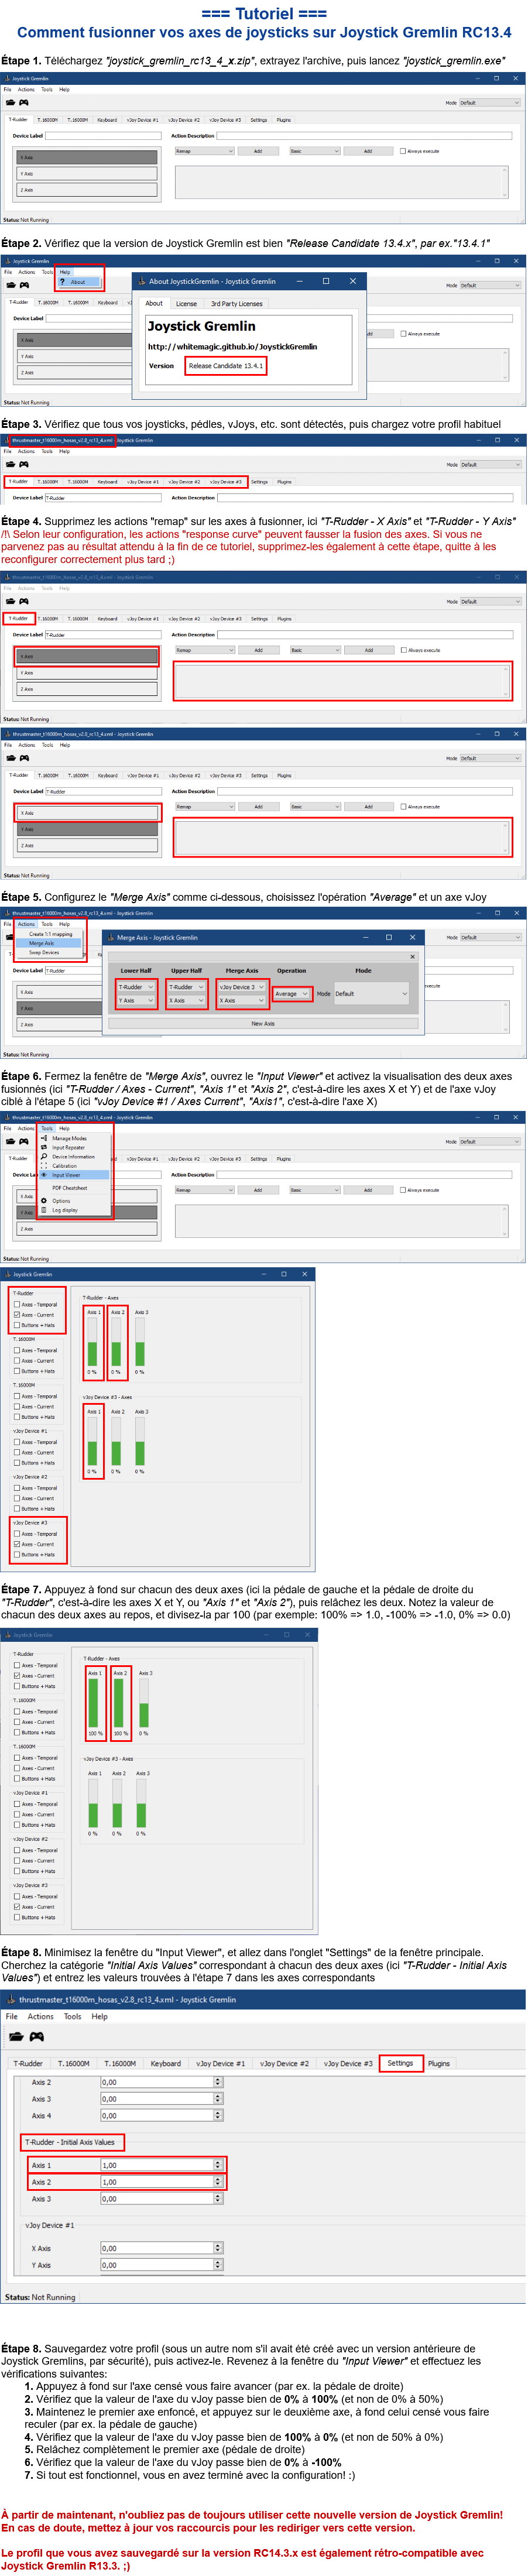 === Tutoriel ===
Comment fusionner vos axes de joysticks sur Joystick Gremlin RC13.4
Étape 1. Téléchargez "joystick_gremlin_rc13_4_x.zip", extrayez l'archive, puis lancez "joystick_gremlin.exe"
Joystick Gremlin
File Actions Tools Help
Mode Default
T-Rudder T.16000M T.16000M Keyboard vJoy Device #1 vJoy Device #2 vJoy Device #3 Settings Plugins
Device Label Action Description
X Axis Remap Add Basic Add Always execute
Y Axis
Z Axis
Status: Not Running
Étape 2. Vérifiez que la version de Joystick Gremlin est bien "Release Candidate 13.4.x", par ex."13.4.1"
Joystick Gremlin
File Actions Tools Help
? About
Mode Default
About JoystickGremlin - Joystick Gremlin
About License 3rd Party Licenses
Joystick Gremlin
http://whitemagic.github.io/JoystickGremlin
Version Release Candidate 13.4.1
T-Rudder T.16000M
Device Label
X Axis
Y Axis
Z Axis
Add Always execute
Status: Not Running
Étape 3. Vérifiez que tous vos joysticks, pédles, vJoys, etc. sont détectés, puis chargez votre profil habituel
thrustmaster_t16000m_hosas_v2.8_rc13_4.xml - Joystick Gremlin
File Actions Tools Help
Mode Default
T-Rudder T.16000M T.16000M Keyboard vJoy Device #1 vJoy Device #2 vJoy Device #3 Settings Plugins
Device Label T-Rudder Action Description
Étape 4. Supprimez les actions "remap" sur les axes à fusionner, ici "T-Rudder - X Axis" et "T-Rudder - Y Axis"
/!\ Selon leur configuration, les actions "response curve" peuvent fausser la fusion des axes. Si vous ne
parvenez pas au résultat attendu à la fin de ce tutoriel, supprimez-les également à cette étape, quitte à les
reconfigurer correctement plus tard ;)
thrustmaster_t16000m_hosas_v2.8_rc13_4.xml - Joystick Gremlin
File Actions Tools Help
Mode Default
T-Rudder T.16000M T.16000M Keyboard vJoy Device #1 vJoy Device #2 vJoy Device #3 Settings Plugins
Device Label T-Rudder Action Description
X Axis Remap Add Basic Add Always execute
Y Axis
Z Axis
Status: Not Running
thrustmaster_t16000m_hosas_v2.8_rc13_4.xml - Joystick Gremlin
File Actions Tools Help
Mode Default
T-Rudder T.16000M T.16000M Keyboard vJoy Device #1 vJoy Device #2 vJoy Device #3 Settings Plugins
Device Label T-Rudder Action Description
X Axis Remap Add Basic Add Always execute
Y Axis
Z Axis
Status: Not Running
Étape 5. Configurez le "Merge Axis" comme ci-dessous, choisissez l'opération "Average" et un axe vJoy
thrustmaster_t16000m_hosas_v2.8_rc13_4.xml - Joystick Gremlin
File Actions Tools Help
Create 1:1 mapping
Merge Axis
Swap Devices
Mode Default
Merge Axis - Joystick Gremlin
Lower Half Upper Half Merge Axis Operation Mode
T-Rudder T-Rudder vJoy Device 3 Average Mode Default
Y Axis X Axis X Axis
New Axis
Device Label T-Rudder
X Axis
Y Axis
Z Axis
Always execute
Status: Not Running
Étape 6. Fermez la fenêtre de "Merge Axis", ouvrez le "Input Viewer" et activez la visualisation des deux axes
fusionnés (ici "T-Rudder / Axes - Current", "Axis 1" et "Axis 2", c'est-à-dire les axes X et Y) et de l'axe vJoy
ciblé à l'étape 5 (ici "vJoy Device #1 / Axes Current", "Axis1", c'est-à-dire l'axe X)
thrustmaster_t16000m_hosas_v2.8_rc13_4.xml - Joystick Gremlin
File Actions Tools Help
Manage Modes
Input Repeater
Device Information
Calibration
Input Viewer
PDF Cheatsheet
Options
Log display
Mode Default
T-Rudder Keyboard vJoy Device #1 vJoy Device #2 vJoy Device #3 Settings Plugins
Action Description
X Axis Remap Add Basic Add Always execute
Y Axis
Z Axis
Status: Not Running
Joystick Gremlin
T-Rudder
Axes - Temporal
Axes - Current
Buttons + Hats
T.16000M
Axes - Temporal
Axes - Current
Buttons + Hats
T.16000M
Axes - Temporal
Axes - Current
Buttons + Hats
vJoy Device #1
Axes - Temporal
Axes - Current
Buttons + Hats
vJoy Device #2
Axes - Temporal
Axes - Current
Buttons + Hats
vJoy Device #3
Axes - Temporal
Axes - Current
Buttons + Hats
T-Rudder - Axes
Axis 1 Axis 2 Axis 3
0 % 0 % 0 %
vJoy Device #3 - Axes
Axis 1 Axis 2 Axis 3
0 % 0 % 0 %
Étape 7. Appuyez à fond sur chacun des deux axes (ici la pédale de gauche et la pédale de droite du
"T-Rudder", c'est-à-dire les axes X et Y, ou "Axis 1" et "Axis 2"), puis relâchez les deux. Notez la valeur de
chacun des deux axes au repos, et divisez-la par 100 (par exemple: 100% => 1.0, -100% => -1.0, 0% => 0.0)
Joystick Gremlin
T-Rudder
Axes - Temporal
Axes - Current
Buttons + Hats
T.16000M
Axes - Temporal
Axes - Current
Buttons + Hats
T.16000M
Axes - Temporal
Axes - Current
Buttons + Hats
vJoy Device #1
Axes - Temporal
Axes - Current
Buttons + Hats
vJoy Device #2
Axes - Temporal
Axes - Current
Buttons + Hats
vJoy Device #3
Axes - Temporal
Axes - Current
Buttons + Hats
T-Rudder - Axes
Axis 1 Axis 2 Axis 3
100 % 100 % 0 %
vJoy Device #3 - Axes
Axis 1 Axis 2 Axis 3
0 % 0 % 0 %
Étape 8. Minimisez la fenêtre du "Input Viewer", et allez dans l'onglet "Settings" de la fenêtre principale.
Cherchez la catégorie "Initial Axis Values" correspondant à chacun des deux axes (ici "T-Rudder - Initial Axis
Values") et entrez les valeurs trouvées à l'étape 7 dans les axes correspondants
thrustmaster_t16000m_hosas_v2.8_rc13_4.xml - Joystick Gremlin
File Actions Tools Help
T-Rudder T.16000M T.16000M Keyboard vJoy Device #1 vJoy Device #2 vJoy Device #3 Settings Plugins
Axis 2 0,00
Axis 3 0,00
Axis 4 0,00
T-Rudder - Initial Axis Values
Axis 1 1,00
Axis 2 1,00
Axis 3 0,00
vJoy Device #1
X Axis 0,00
Y Axis 0,00
Status: Not Running
Étape 8. Sauvegardez votre profil (sous un autre nom s'il avait été créé avec un version antérieure de
Joystick Gremlins, par sécurité), puis activez-le. Revenez à la fenêtre du "Input Viewer" et effectuez les
vérifications suivantes:
1. Appuyez à fond sur l'axe censé vous faire avancer (par ex. la pédale de droite)
2. Vérifiez que la valeur de l'axe du vJoy passe bien de 0% à 100% (et non de 0% à 50%)
3. Maintenez le premier axe enfoncé, et appuyez sur le deuxième axe, à fond celui censé vous faire
reculer (par ex. la pédale de gauche)
4. Vérifiez que la valeur de l'axe du vJoy passe bien de 100% à 0% (et non de 50% à 0%)
5. Relâchez complètement le premier axe (pédale de droite)
6. Vérifiez que la valeur de l'axe du vJoy passe bien de 0% à -100%
7. Si tout est fonctionnel, vous en avez terminé avec la configuration! :)
À partir de maintenant, n'oubliez pas de toujours utiliser cette nouvelle version de Joystick Gremlin!
En cas de doute, mettez à jour vos raccourcis pour les rediriger vers cette version.
Le profil que vous avez sauvegardé sur la version RC14.3.x est également rétro-compatible avec
Joystick Gremlin R13.3. ;)